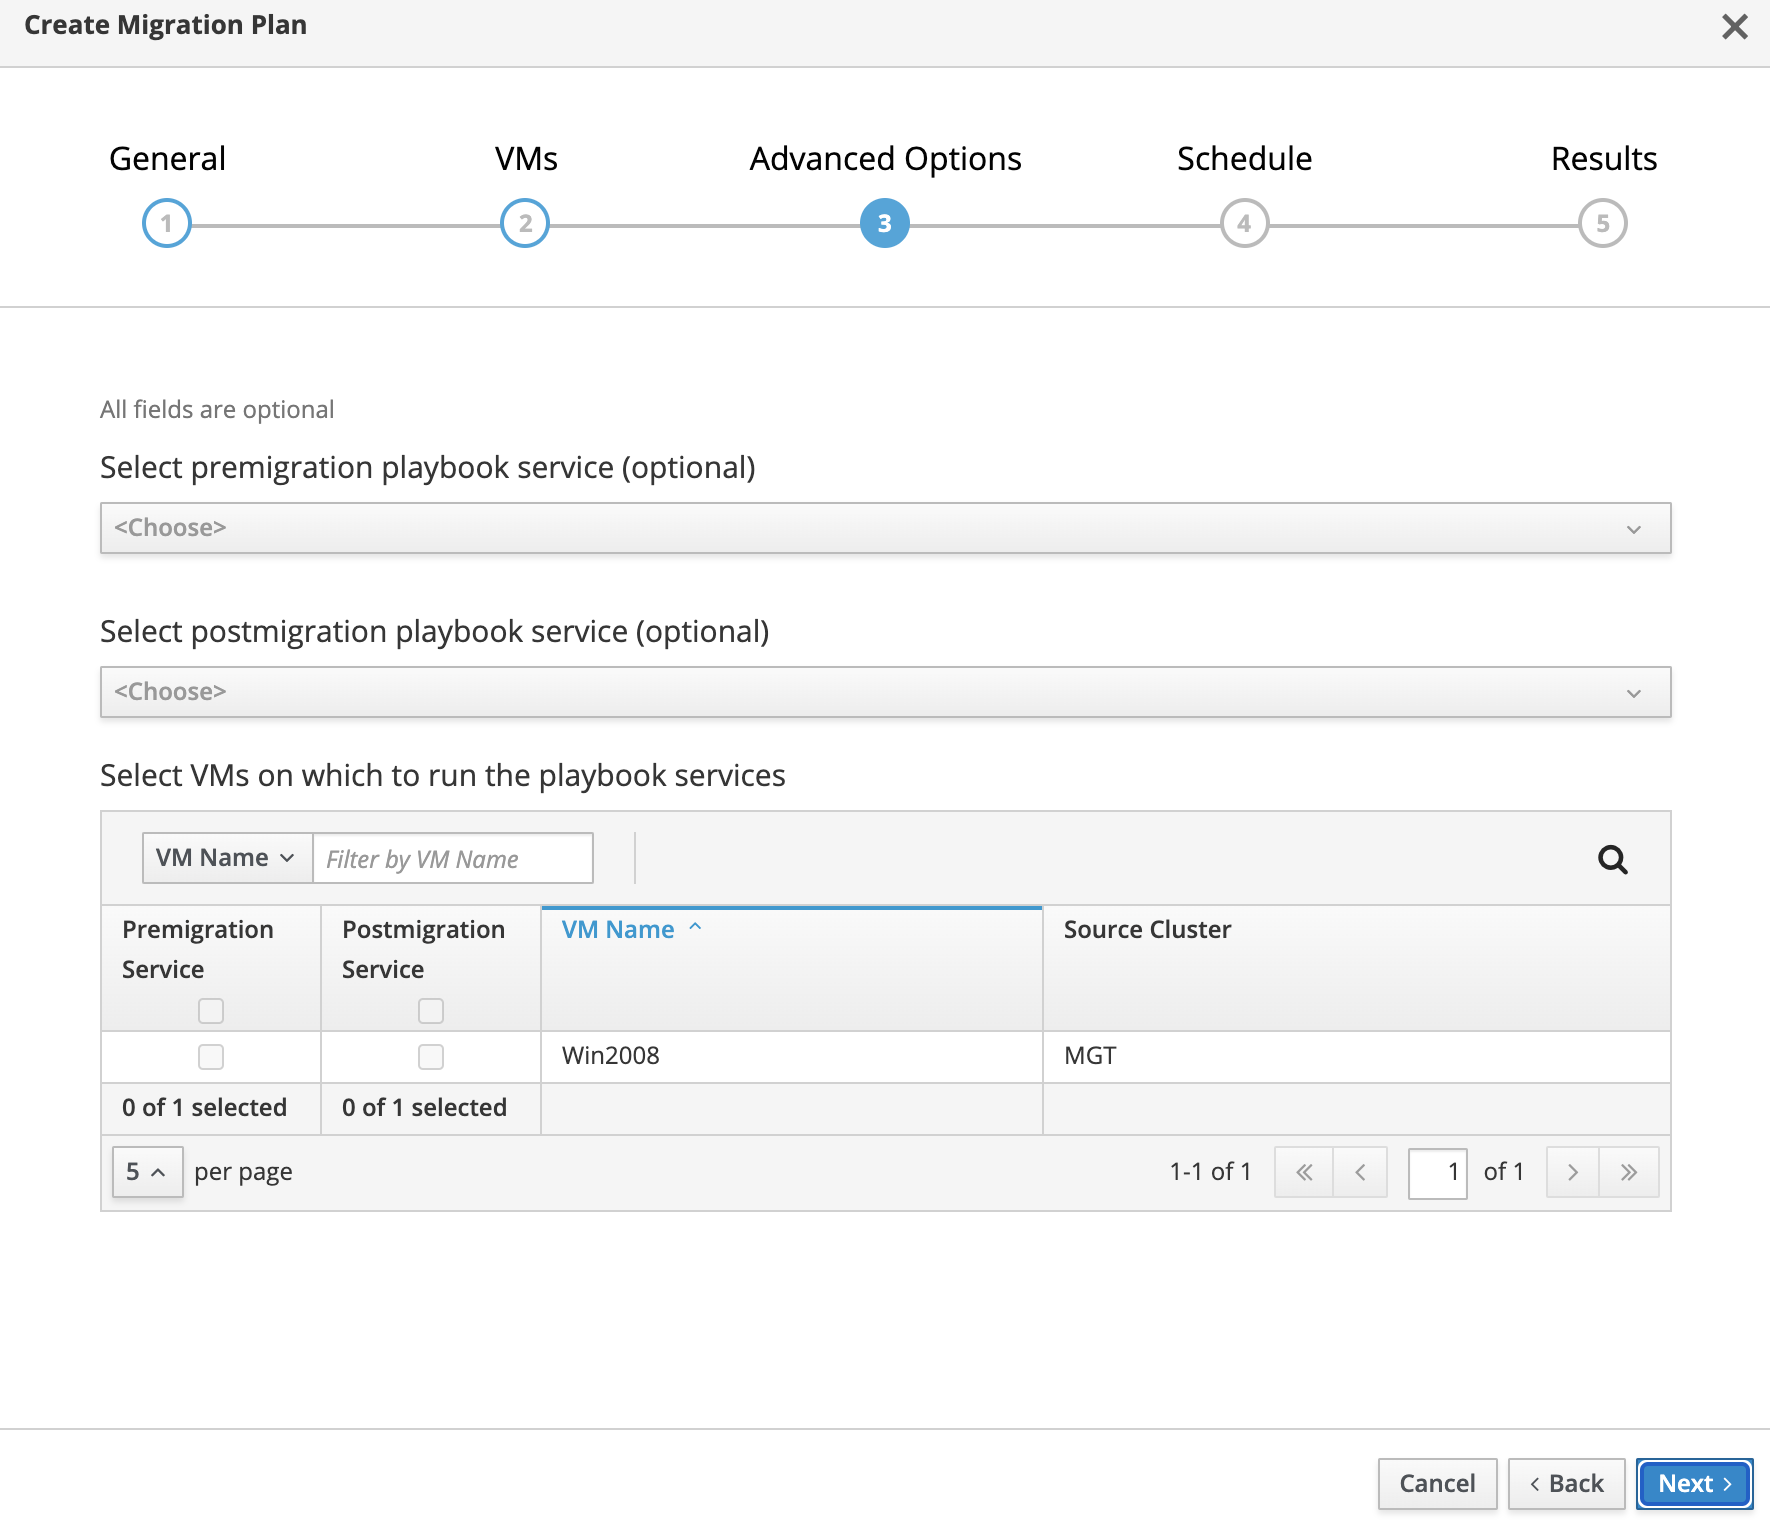 Create Migration Plan
General
VMs
Advanced Options
Schedule
Results
1
2
3
4
5
All fields are optional
Select premigration playbook service (optional)
<Choose>
Select postmigration playbook service (optional)
<Choose>
Select VMs on which to run the playbook services
VM Name
Filter by VM Name
Premigration
Service
Postmigration
Service
VM Name
Source Cluster
Win2008
MGT
0 of 1 selected
0 of 1 selected
5
per page
1-1 of 1
1
of 1
Cancel
Back
Next